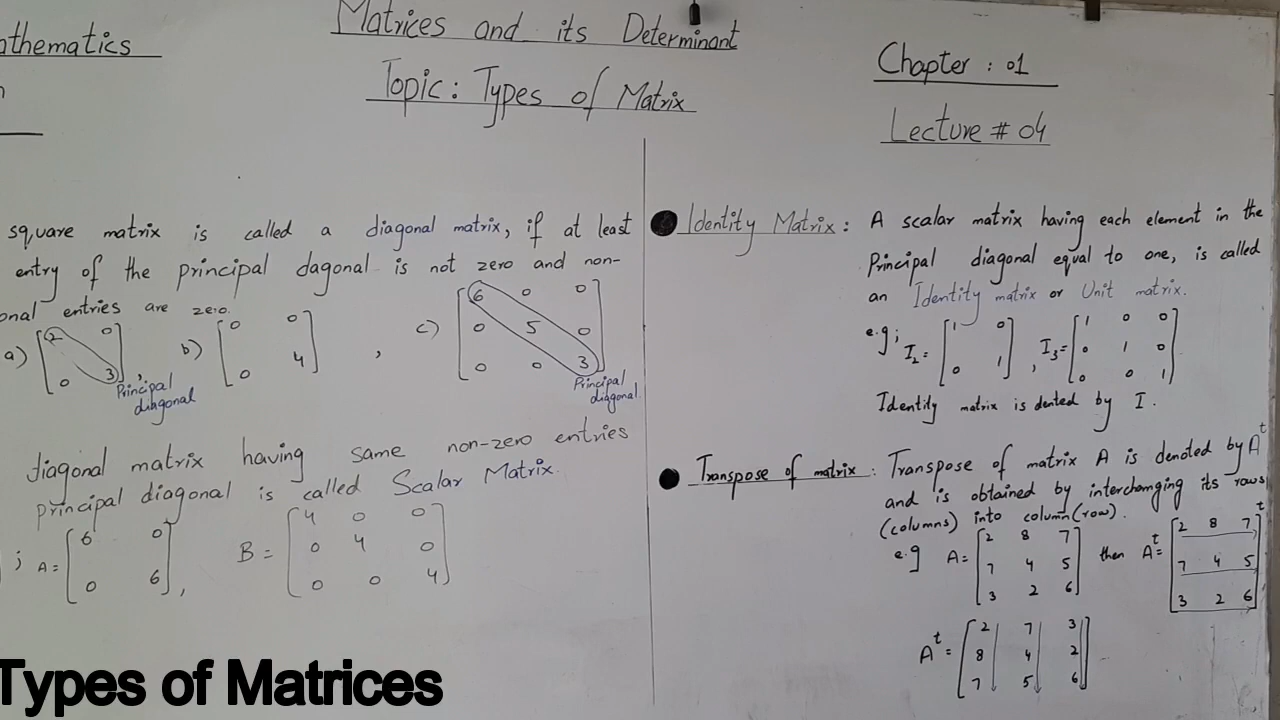 Matrices and its Determinant
athematics
Topic: Types of Matrix
Chapter : 01
Lecture # 04
square matrix is called a diagonal matrix, if at least
entry of the principal dagonal is not zero and non-
onal entries are zero.
a) [2 0
0 3],
Principal
diagonal
b) [0 0
0 4] ,
c) [6 0 0
0 5 0
0 0 3]
Principal
diagonal.
diagonal matrix having same non-zero entries
principal diagonal is called Scalar Matrix.
; A = [6 0
0 6],
B = [4 0 0
0 4 0
0 0 4]
Identity Matrix : A scalar matrix having each element in the
Principal diagonal equal to one, is called
an Identity matrix or Unit matrix.
e.g; I₂ = [1 0
0 1] , I₃ = [1 0 0
0 1 0
0 0 1]
Identity matrix is dented by I.
Transpose of matrix : Transpose of matrix A is denoted by Aᵗ
and is obtained by interchanging its rows
(columns) into column(row).
e.g A = [2 8 7
7 4 5
3 2 6]
then Aᵗ = [2 8 7
7 4 5
3 2 6]ᵗ
Aᵗ = [2 7 3
8 4 2
7 5 6]
Types of Matrices